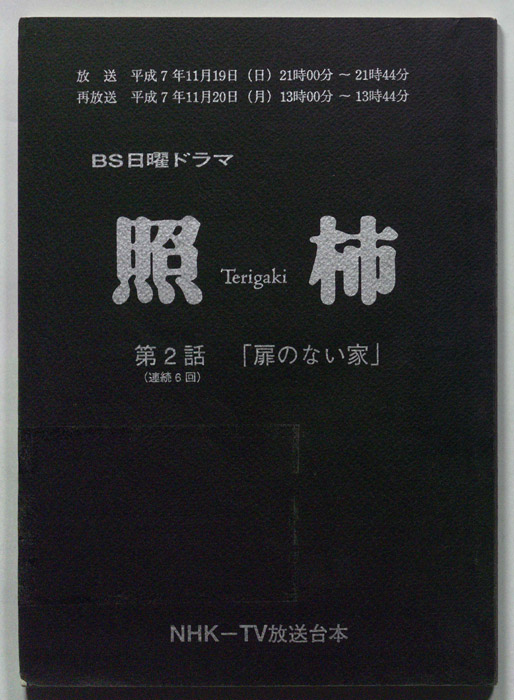 放　送　平成７年11月19日（日）21時00分 ～ 21時44分
再放送　平成７年11月20日（月）13時00分 ～ 13時44分
ＢＳ日曜ドラマ
照　Terigaki　柿
第２話　「扉のない家」
（連続６回）
NHK－TV放送台本